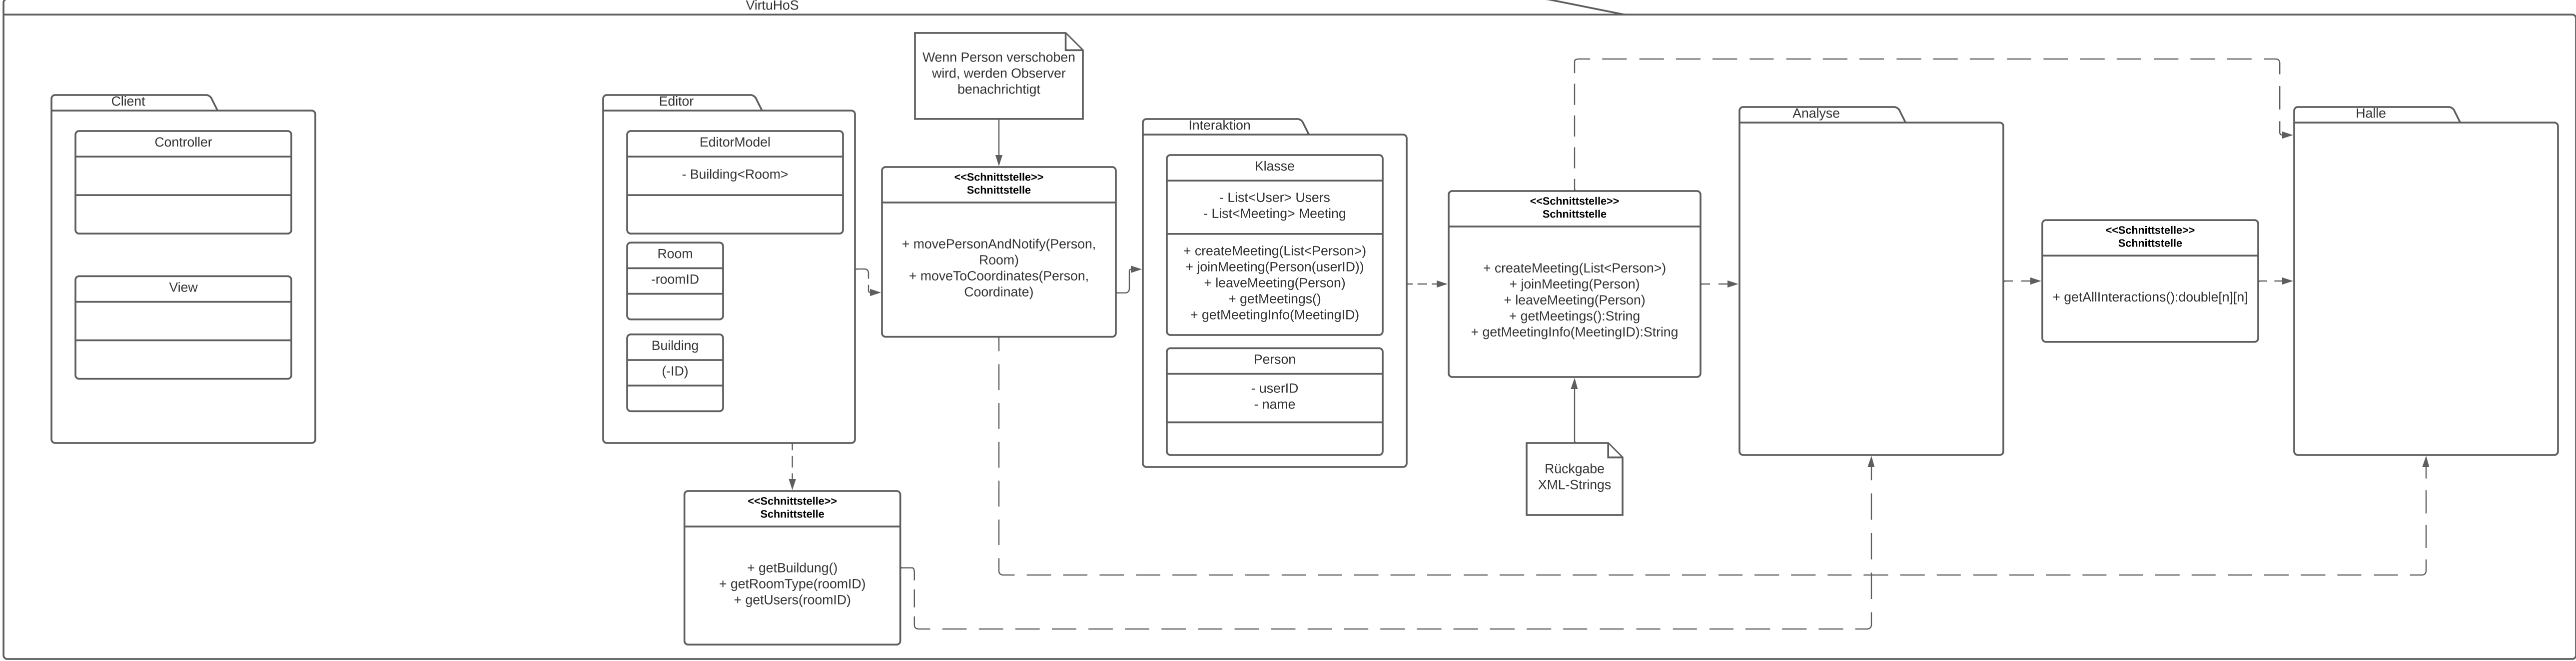 VirtuHoS
Client
Controller
View
Editor
EditorModel
- Building<Room>
Room
-roomID
Building
(-ID)
Wenn Person verschoben
wird, werden Observer
benachrichtigt
<<Schnittstelle>>
Schnittstelle
+ movePersonAndNotify(Person,
Room)
+ moveToCoordinates(Person,
Coordinate)
<<Schnittstelle>>
Schnittstelle
+ getBuildung()
+ getRoomType(roomID)
+ getUsers(roomID)
Interaktion
Klasse
- List<User> Users
- List<Meeting> Meeting
+ createMeeting(List<Person>)
+ joinMeeting(Person(userID))
+ leaveMeeting(Person)
+ getMeetings()
+ getMeetingInfo(MeetingID)
Person
- userID
- name
<<Schnittstelle>>
Schnittstelle
+ createMeeting(List<Person>)
+ joinMeeting(Person)
+ leaveMeeting(Person)
+ getMeetings():String
+ getMeetingInfo(MeetingID):String
Rückgabe
XML-Strings
Analyse
<<Schnittstelle>>
Schnittstelle
+ getAllInteractions():double[n][n]
Halle